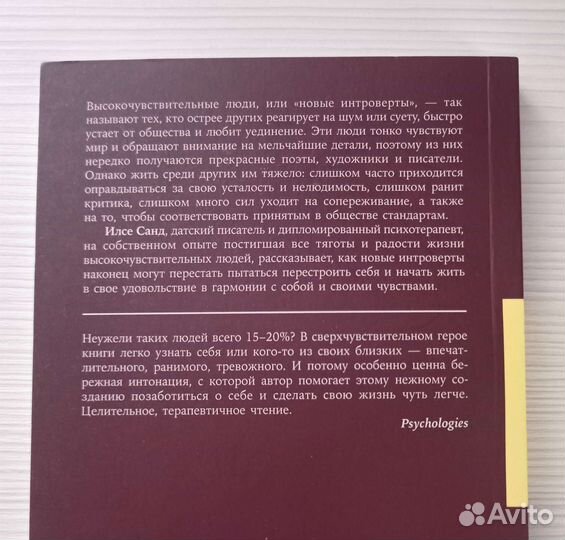 Высокочувствительные люди, или «новые интроверты», — так
называют тех, кто острее других реагирует на шум или суету, быстро
устает от общества и любит уединение. Эти люди тонко чувствуют
мир и обращают внимание на мельчайшие детали, поэтому из них
нередко получаются прекрасные поэты, художники и писатели.
Однако жить среди других им тяжело: слишком часто приходится
оправдываться за свою усталость и нелюдимость, слишком ранит
критика, слишком много сил уходит на сопереживание, а также
на то, чтобы соответствовать принятым в обществе стандартам.
Илсе Санд, датский писатель и дипломированный психотерапевт,
на собственном опыте постигшая все тяготы и радости жизни
высокочувствительных людей, рассказывает, как новые интроверты
наконец могут перестать пытаться перестроить себя и начать жить
в свое удовольствие в гармонии с собой и своими чувствами.
Неужели таких людей всего 15–20%? В сверхчувствительном герое
книги легко узнать себя или кого-то из своих близких — впечат-
лительного, ранимого, тревожного. И потому особенно ценна бе-
режная интонация, с которой автор помогает этому нежному со-
зданию позаботиться о себе и сделать свою жизнь чуть легче.
Целительное, терапевтичное чтение.
Psychologies
Avito